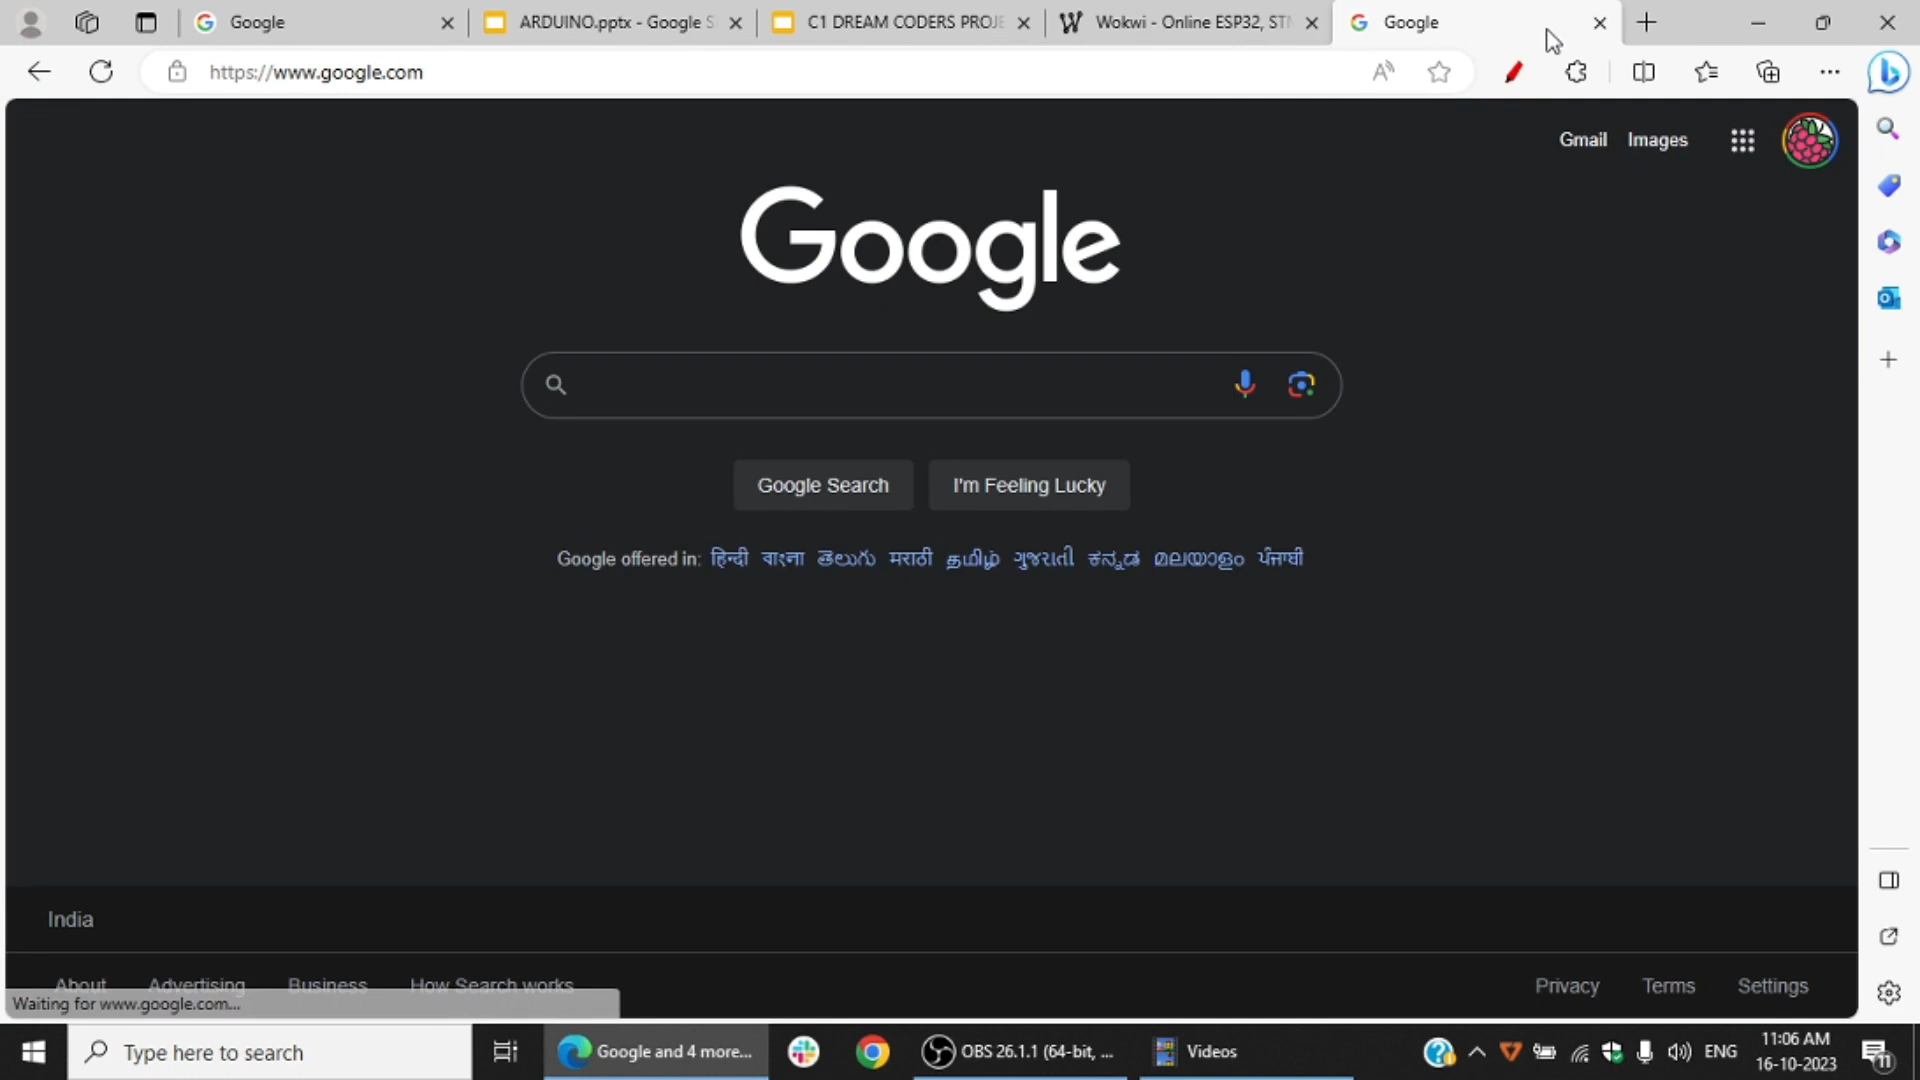 Google
ARDUINO.pptx - Google S
C1 DREAM CODERS PROJE
Wokwi - Online ESP32, STM
Google
https://www.google.com
Gmail Images
Google
Google Search
I'm Feeling Lucky
Google offered in: हिन्दी বাংলা తెలుగు मराठी தமிழ் ગુજરાતી ಕನ್ನಡ മലയാളം ਪੰਜਾਬੀ
India
About Advertising Business How Search works
Privacy Terms Settings
Waiting for www.google.com...
Type here to search
Google and 4 more...
OBS 26.1.1 (64-bit, ...
Videos
ENG
11:06 AM
16-10-2023
11